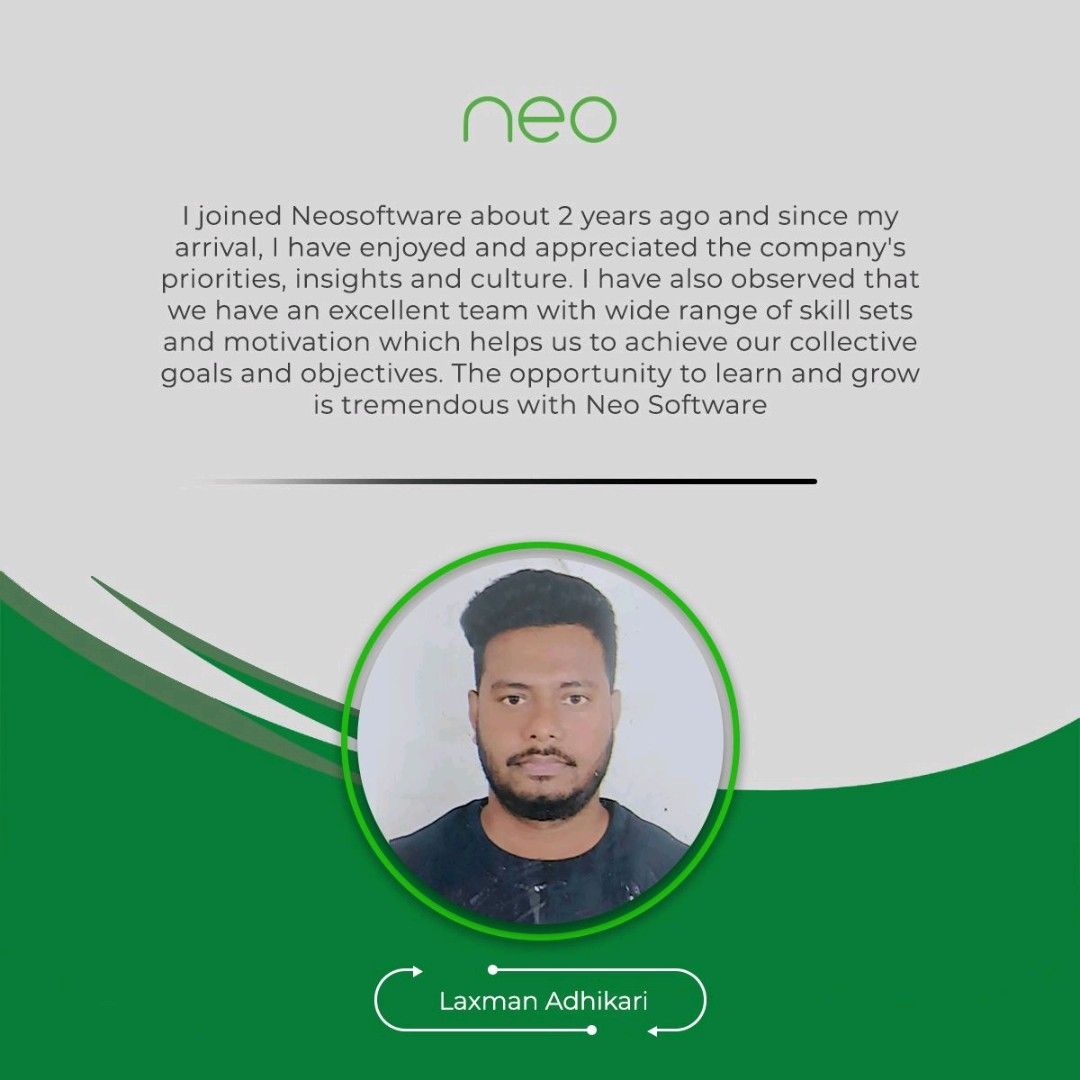 neo
I joined Neosoftware about 2 years ago and since my
arrival, I have enjoyed and appreciated the company's
priorities, insights and culture. I have also observed that
we have an excellent team with wide range of skill sets
and motivation which helps us to achieve our collective
goals and objectives. The opportunity to learn and grow
is tremendous with Neo Software
Laxman Adhikari